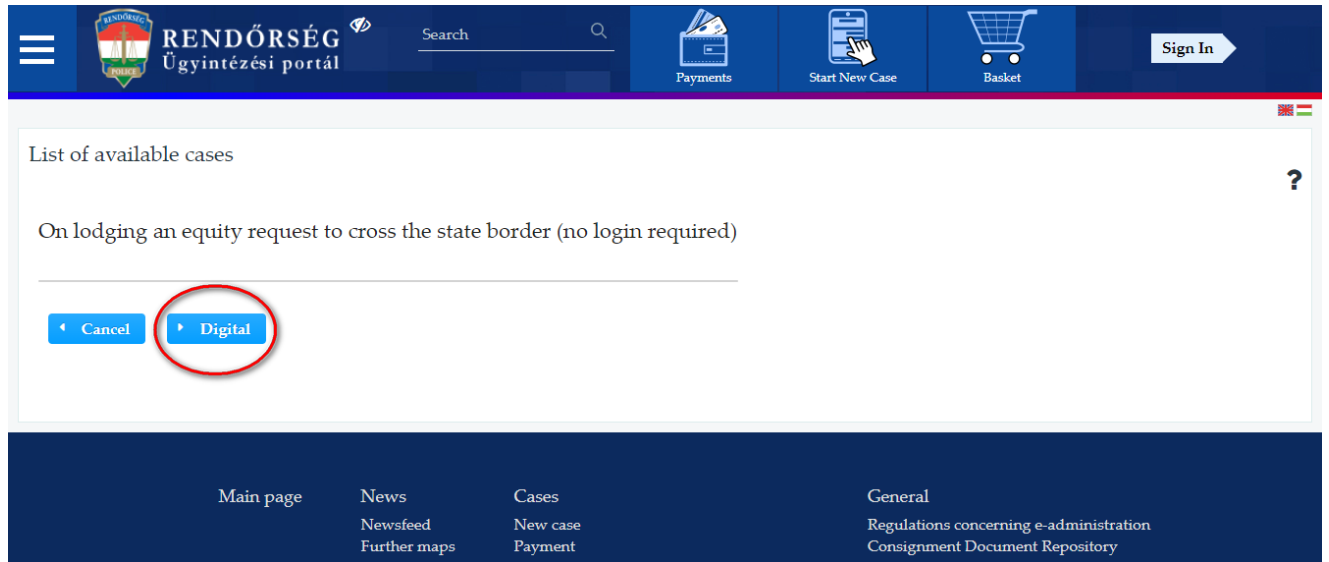 RENDŐRSÉG
POLICE
RENDŐRSÉG
Ügyintézési portál
Search
Payments
Start New Case
Basket
Sign In
List of available cases
?
On lodging an equity request to cross the state border (no login required)
Cancel
Digital
Main page
News
Newsfeed
Further maps
Cases
New case
Payment
General
Regulations concerning e-administration
Consignment Document Repository